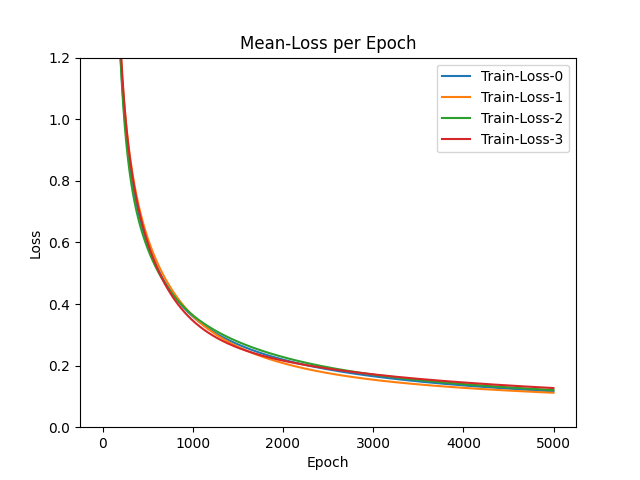 Mean-Loss per Epoch
Train-Loss-0
Train-Loss-1
Train-Loss-2
Train-Loss-3
1.2
1.0
0.8
0.6
0.4
0.2
0.0
Loss
0 1000 2000 3000 4000 5000
Epoch